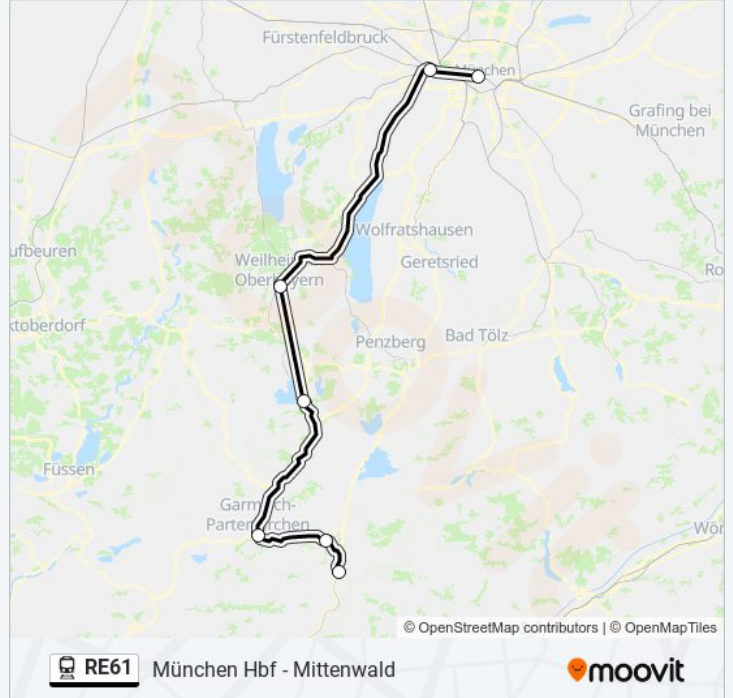 Fürstenfeldbruck
München
Grafing bei
München
Wolfratshausen
ufbeuren
Weilheim
Oberbayern
Geretsried
Ro
ktoberdorf
Penzberg
Bad Tölz
Füssen
Garmisch-
Partenkirchen
Wör
© OpenStreetMap contributors | © OpenMapTiles
RE61 München Hbf - Mittenwald
moovit